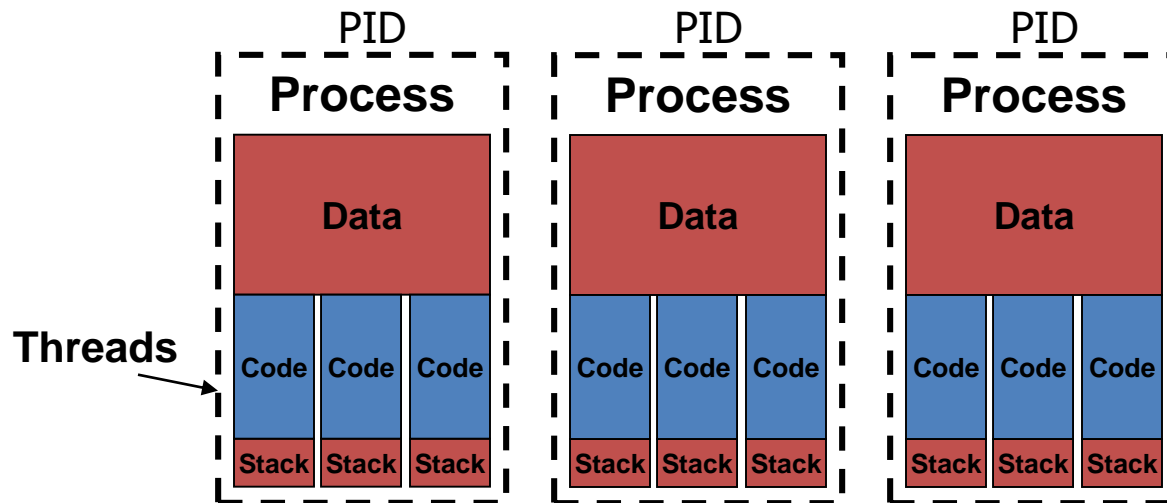 PID PID PID
Process Process Process
Data Data Data
Threads
Code Code Code Code Code Code Code Code Code
Stack Stack Stack Stack Stack Stack Stack Stack Stack